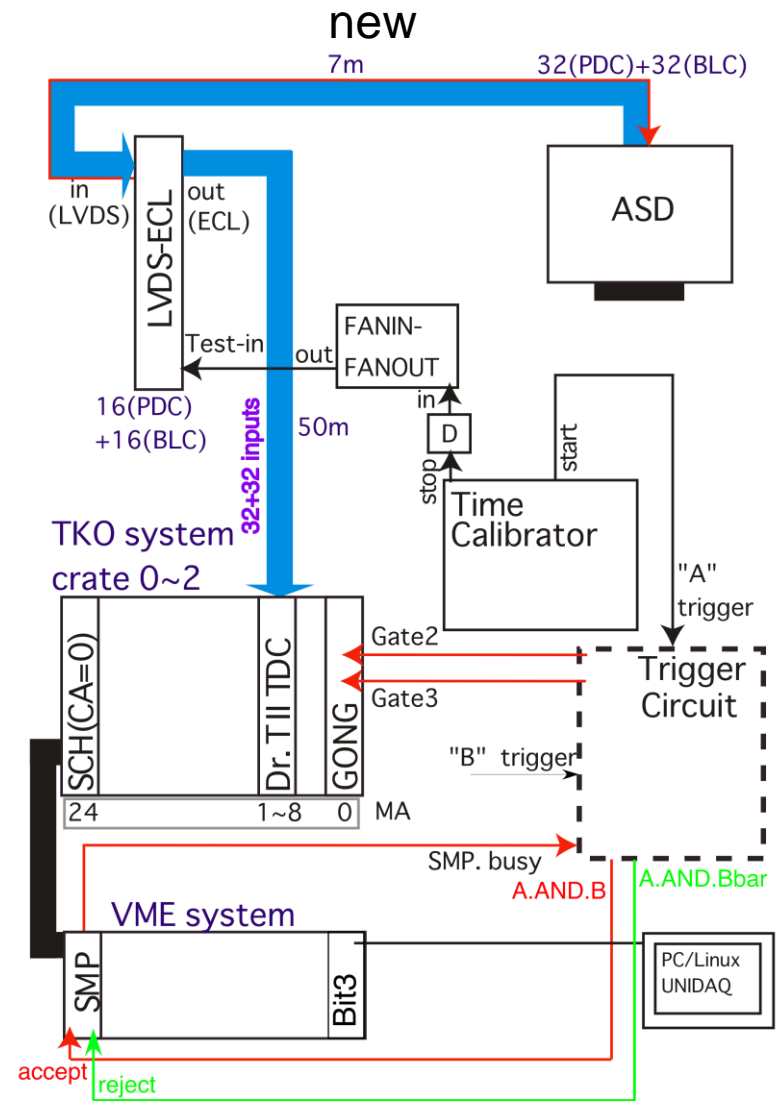 new
7m
32(PDC)+32(BLC)
in
(LVDS)
LVDS-ECL
out
(ECL)
ASD
Test-in
out
FANIN-
FANOUT
in
D
stop
start
16(PDC)
+16(BLC)
32+32 inputs
50m
Time
Calibrator
TKO system
crate 0~2
"A"
trigger
SCH(CA=0)
Dr. TII TDC
GONG
Gate2
Gate3
Trigger
Circuit
"B" trigger
24
1~8
0
MA
SMP. busy
A.AND.B
A.AND.Bbar
VME system
SMP
Bit3
PC/Linux
UNIDAQ
accept
reject